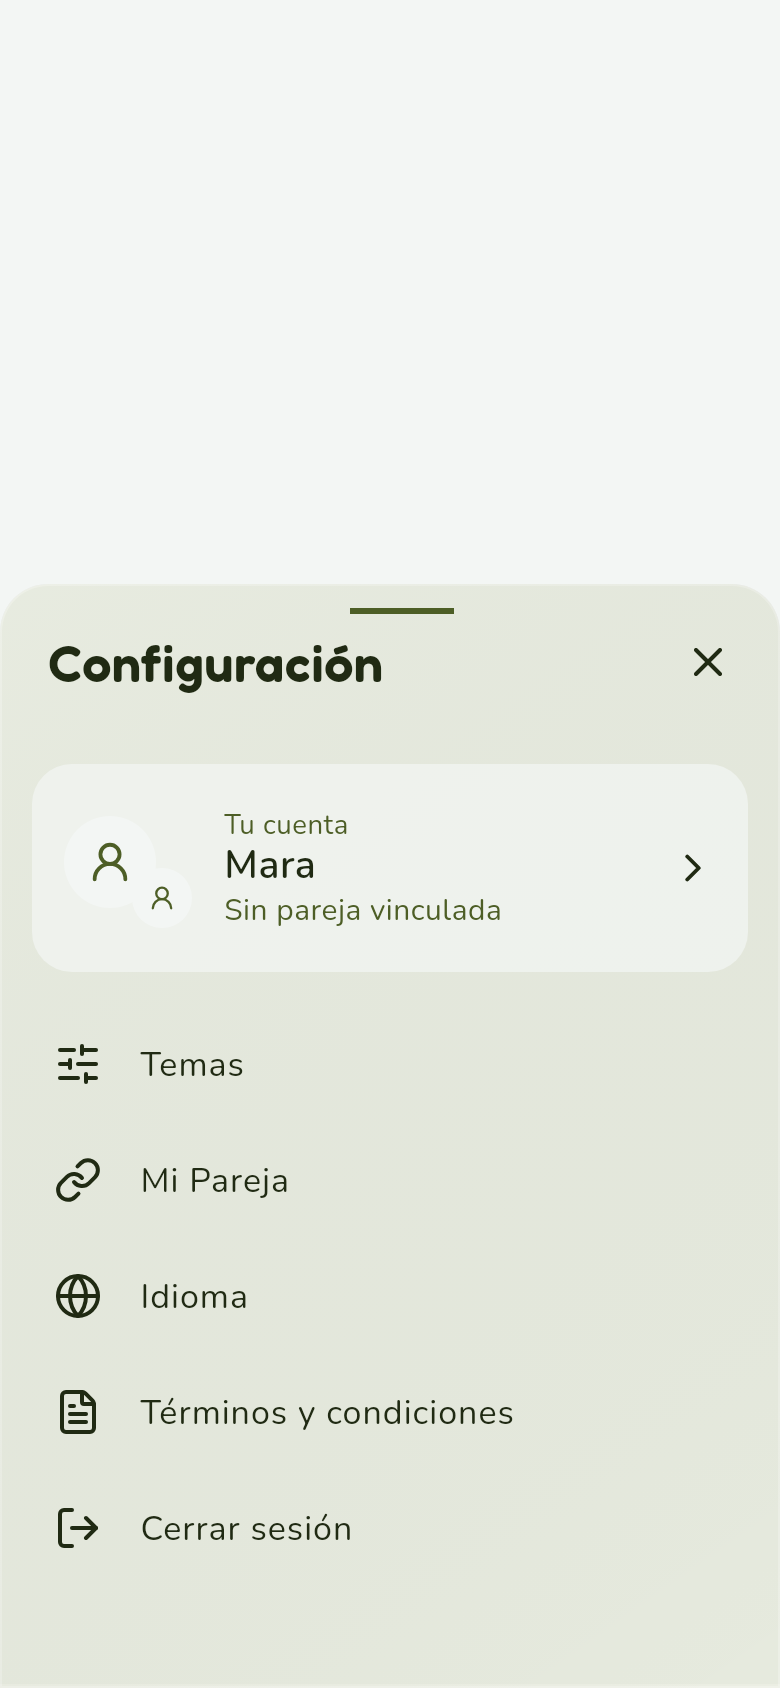 Configuración
Tu cuenta
Mara
Sin pareja vinculada
Temas
Mi Pareja
Idioma
Términos y condiciones
Cerrar sesión